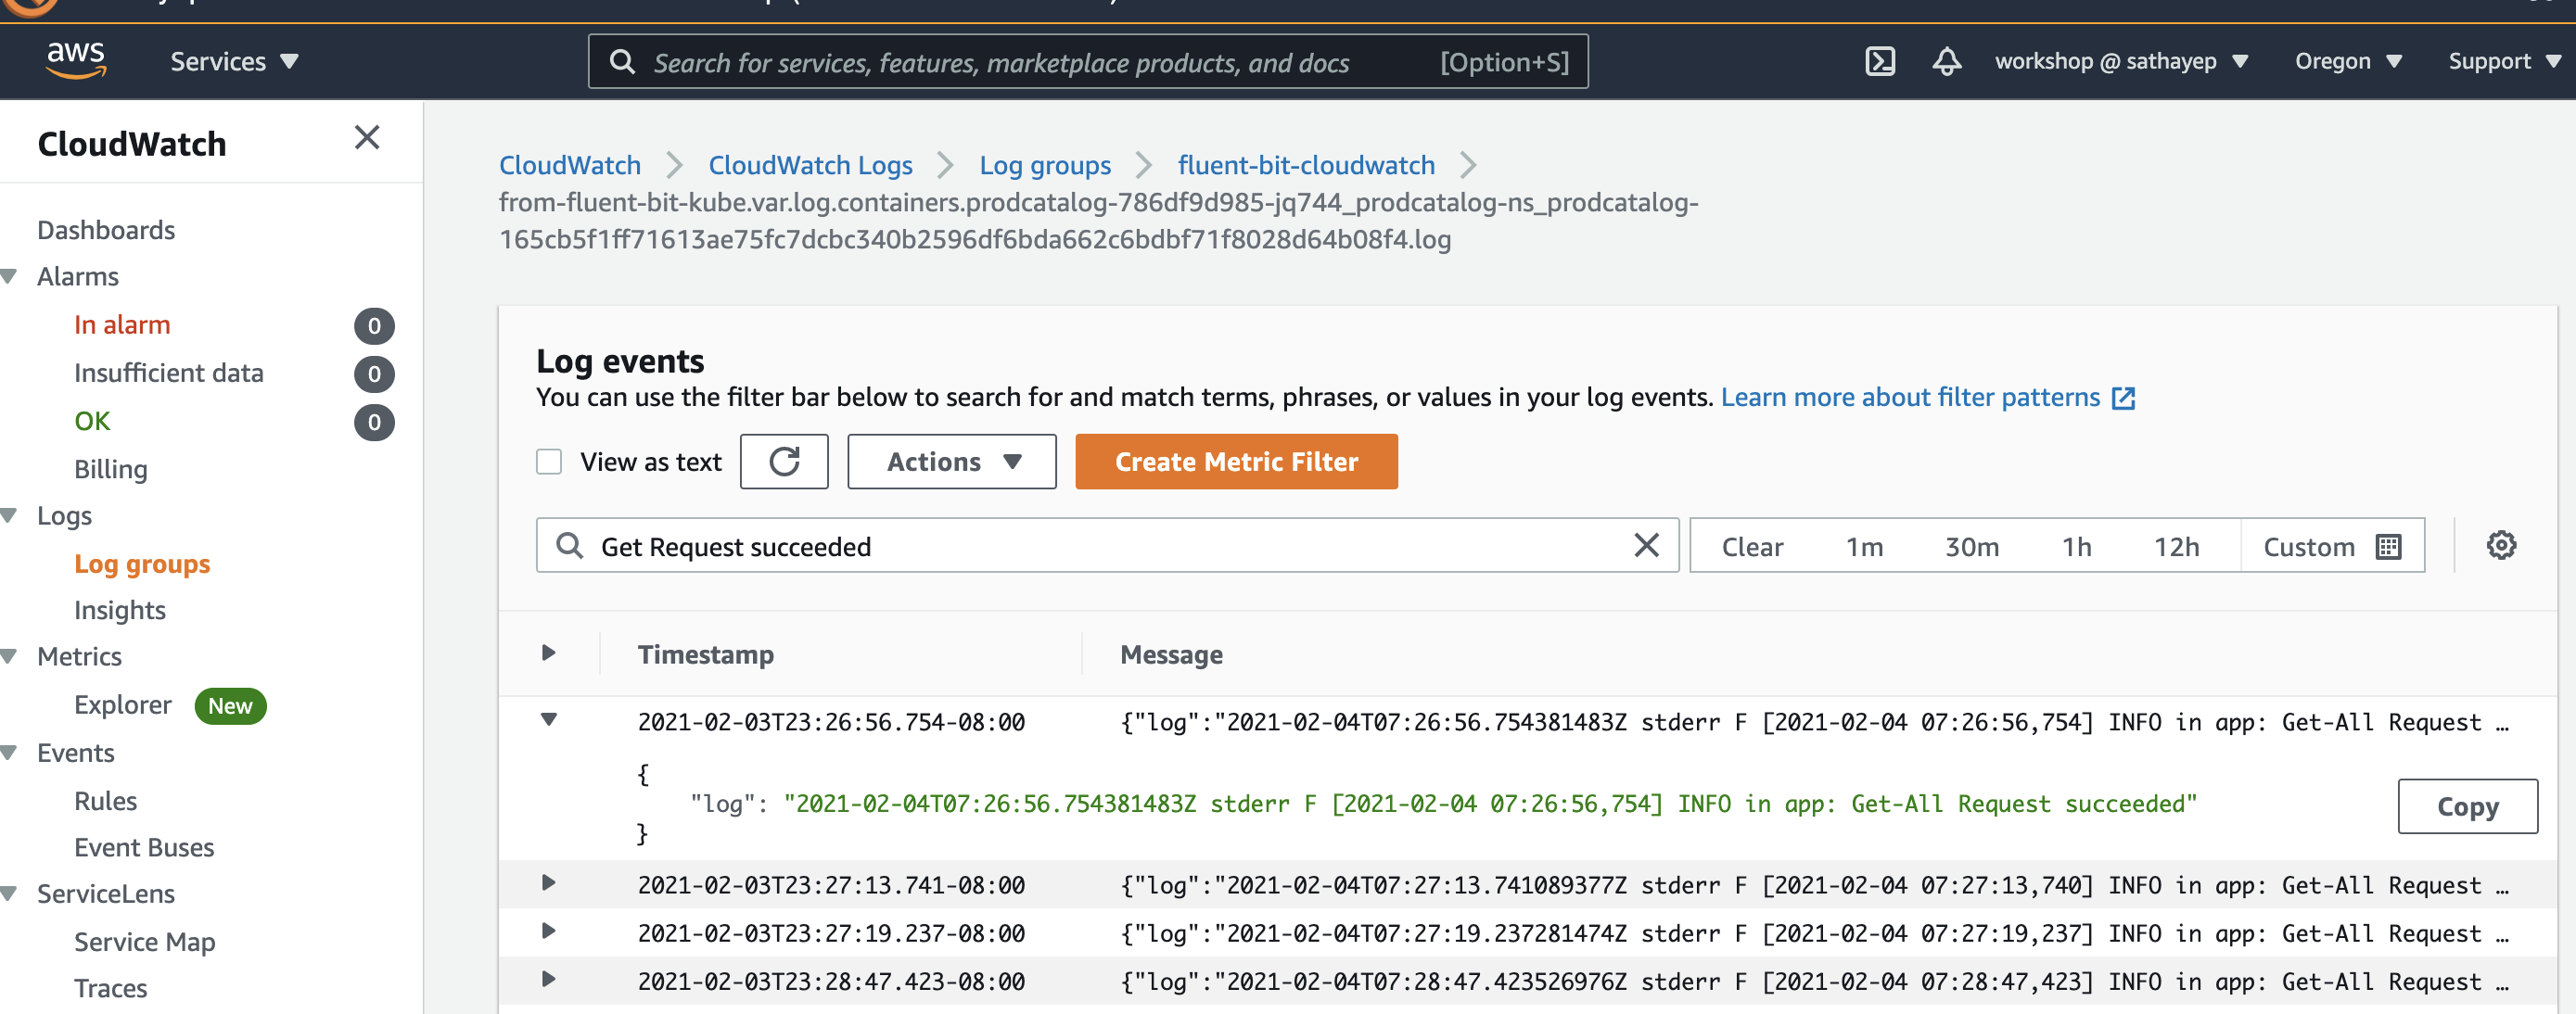 aws
Services
Search for services, features, marketplace products, and docs [Option+S]
workshop @ sathayep
Oregon
Support
CloudWatch
Dashboards
Alarms
In alarm 0
Insufficient data 0
OK 0
Billing
Logs
Log groups
Insights
Metrics
Explorer New
Events
Rules
Event Buses
ServiceLens
Service Map
Traces
CloudWatch > CloudWatch Logs > Log groups > fluent-bit-cloudwatch >
from-fluent-bit-kube.var.log.containers.prodcatalog-786df9d985-jq744_prodcatalog-ns_prodcatalog-
165cb5f1ff71613ae75fc7dcbc340b2596df6bda662c6bdbf71f8028d64b08f4.log
Log events
You can use the filter bar below to search for and match terms, phrases, or values in your log events. Learn more about filter patterns
View as text Actions Create Metric Filter
Get Request succeeded Clear 1m 30m 1h 12h Custom
Timestamp Message
2021-02-03T23:26:56.754-08:00 {"log":"2021-02-04T07:26:56.754381483Z stderr F [2021-02-04 07:26:56,754] INFO in app: Get-All Request …
{
"log": "2021-02-04T07:26:56.754381483Z stderr F [2021-02-04 07:26:56,754] INFO in app: Get-All Request succeeded"
Copy
}
2021-02-03T23:27:13.741-08:00 {"log":"2021-02-04T07:27:13.741089377Z stderr F [2021-02-04 07:27:13,740] INFO in app: Get-All Request …
2021-02-03T23:27:19.237-08:00 {"log":"2021-02-04T07:27:19.237281474Z stderr F [2021-02-04 07:27:19,237] INFO in app: Get-All Request …
2021-02-03T23:28:47.423-08:00 {"log":"2021-02-04T07:28:47.423526976Z stderr F [2021-02-04 07:28:47,423] INFO in app: Get-All Request …